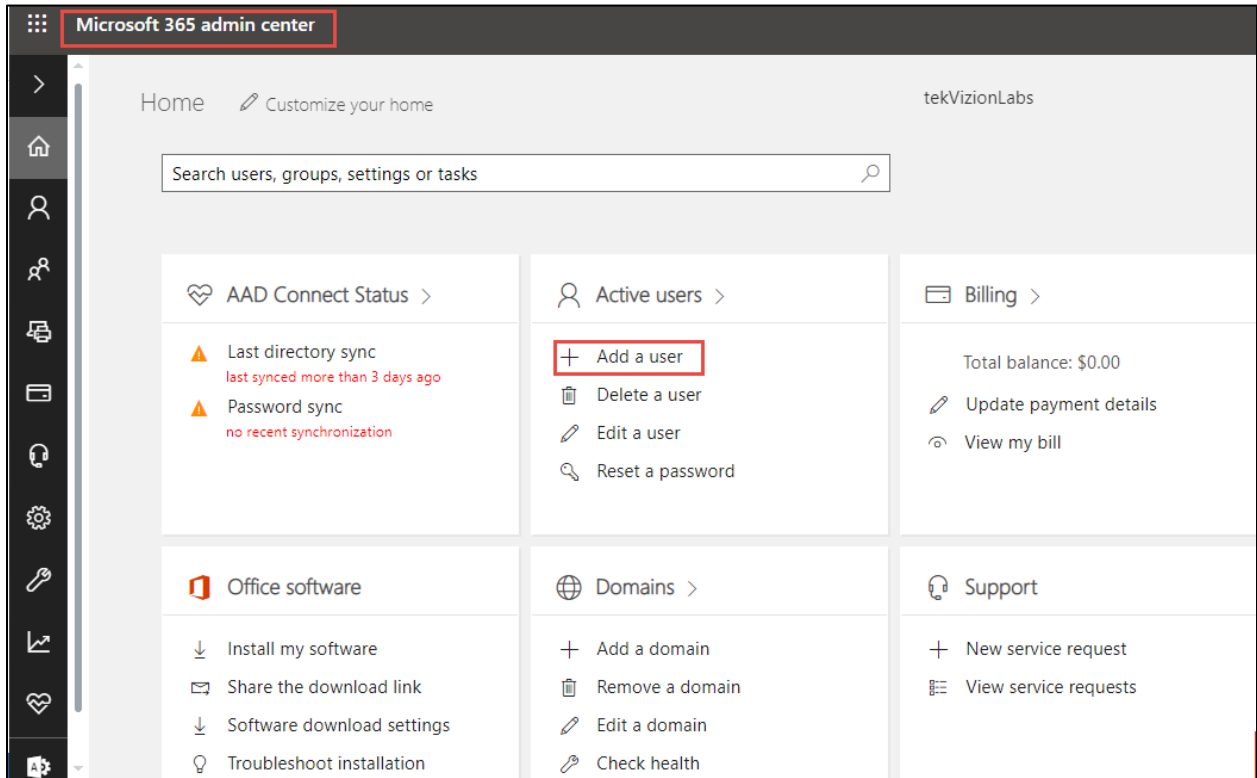 Microsoft 365 admin center
Home
Customize your home
tekVizionLabs
Search users, groups, settings or tasks
AAD Connect Status
Last directory sync
last synced more than 3 days ago
Password sync
no recent synchronization
Active users
Add a user
Delete a user
Edit a user
Reset a password
Billing
Total balance: $0.00
Update payment details
View my bill
Office software
Install my software
Share the download link
Software download settings
Troubleshoot installation
Domains
Add a domain
Remove a domain
Edit a domain
Check health
Support
New service request
View service requests